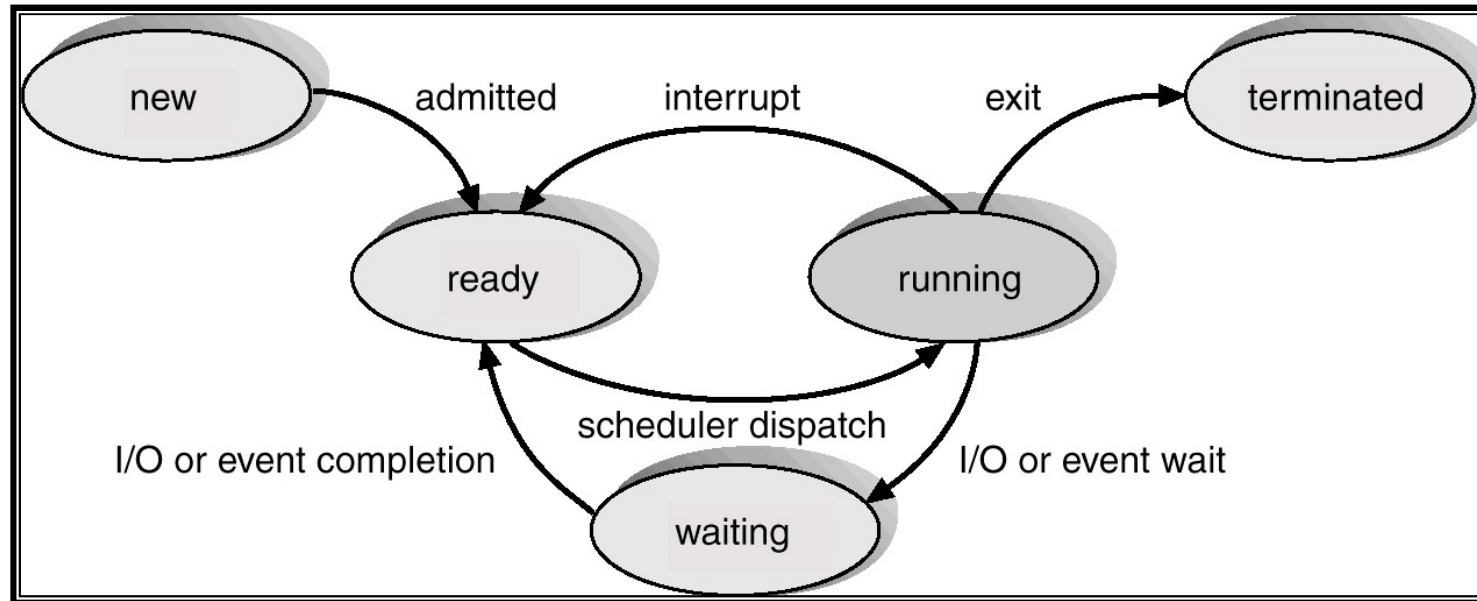 new
admitted
interrupt
exit
terminated
ready
running
scheduler dispatch
I/O or event completion
I/O or event wait
waiting